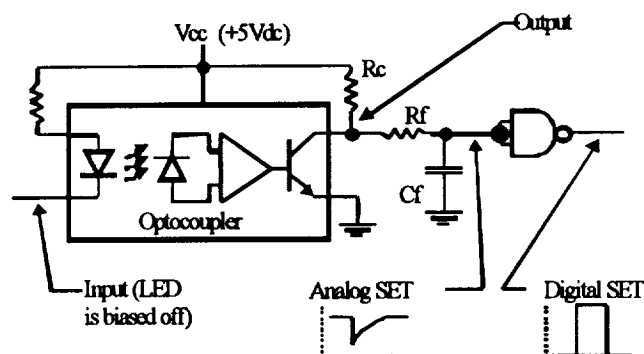 Vcc (+5Vdc)
Output
Rc
Rf
Cf
Optocoupler
Input (LED
is biased off)
Analog SET
Digital SET